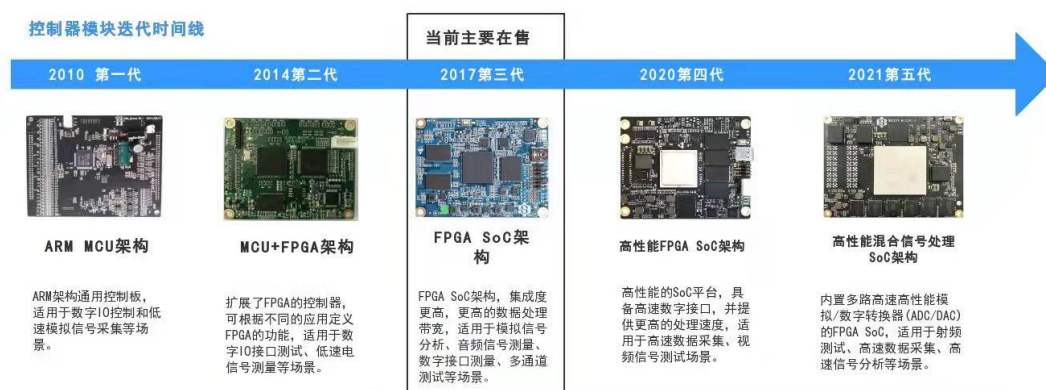 控制器模块迭代时间线
当前主要在售
2010 第一代
2014第二代
2017第三代
2020第四代
2021第五代
ARM MCU架构
MCU+FPGA架构
FPGA SoC架
构
高性能FPGA SoC架构
高性能混合信号处理
SoC架构
ARM架构通用控制板，
适用于数字IO控制和低
速模拟信号采集等场
景。
扩展了FPGA的控制器，
可根据不同的应用定义
FPGA的功能，适用于数
字IO接口测试、低速电
信号测量等场景。
FPGA SoC架构，集成度
更高，更高的数据处理
带宽，适用于模拟信号
分析、音频信号测量、
数字接口测量、多通道
测试等场景。
高性能的SoC平台，具
备高速数字接口，并提
供更高的处理速度，适
用于高速数据采集、视
频信号测试场景。
内置多路高速高性能模
拟/数字转换器(ADC/DAC)
的FPGA SoC，适用于射频
测试、高速数据采集、高
速信号分析等场景。